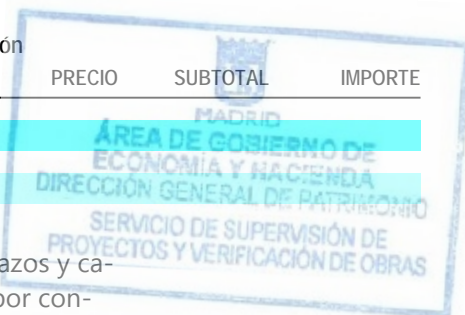 ón
PRECIO SUBTOTAL IMPORTE
MADRID
ÁREA DE GOBIERNO DE
ECONOMÍA Y HACIENDA
DIRECCIÓN GENERAL DE PATRIMONIO
SERVICIO DE SUPERVISIÓN DE
PROYECTOS Y VERIFICACIÓN DE OBRAS
azos y ca-
por con-